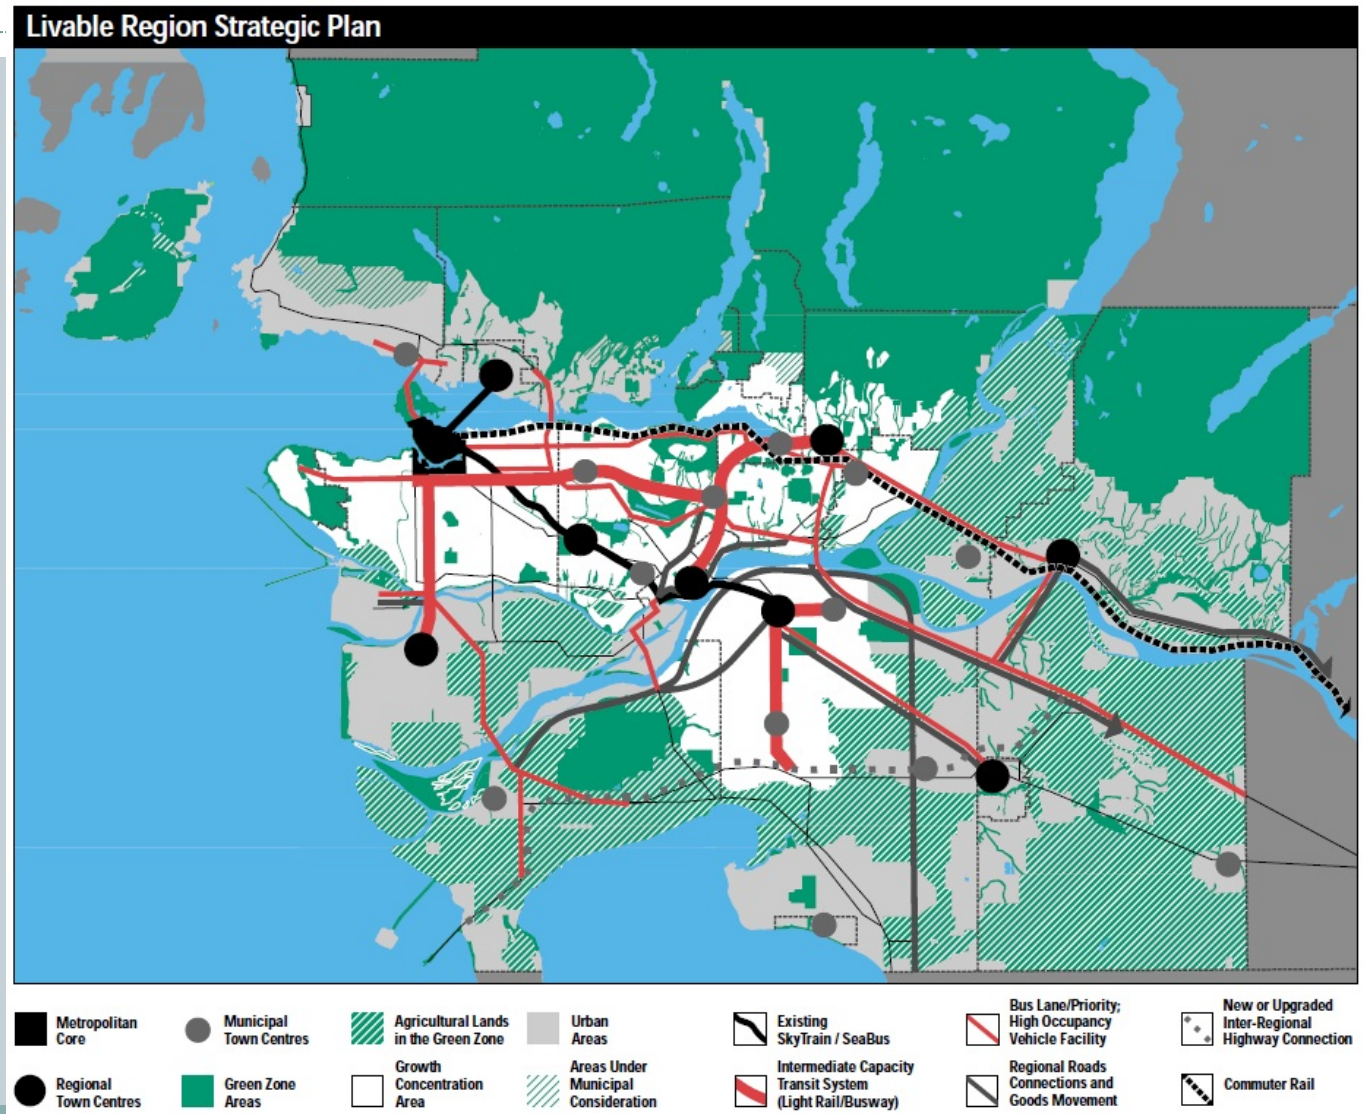 Livable Region Strategic Plan
Metropolitan
Core
Municipal
Town Centres
Agricultural Lands
in the Green Zone
Urban
Areas
Existing
SkyTrain / SeaBus
Bus Lane/Priority;
High Occupancy
Vehicle Facility
New or Upgraded
Inter-Regional
Highway Connection
Regional
Town Centres
Green Zone
Areas
Growth
Concentration
Area
Areas Under
Municipal
Consideration
Intermediate Capacity
Transit System
(Light Rail/Busway)
Regional Roads
Connections and
Goods Movement
Commuter Rail